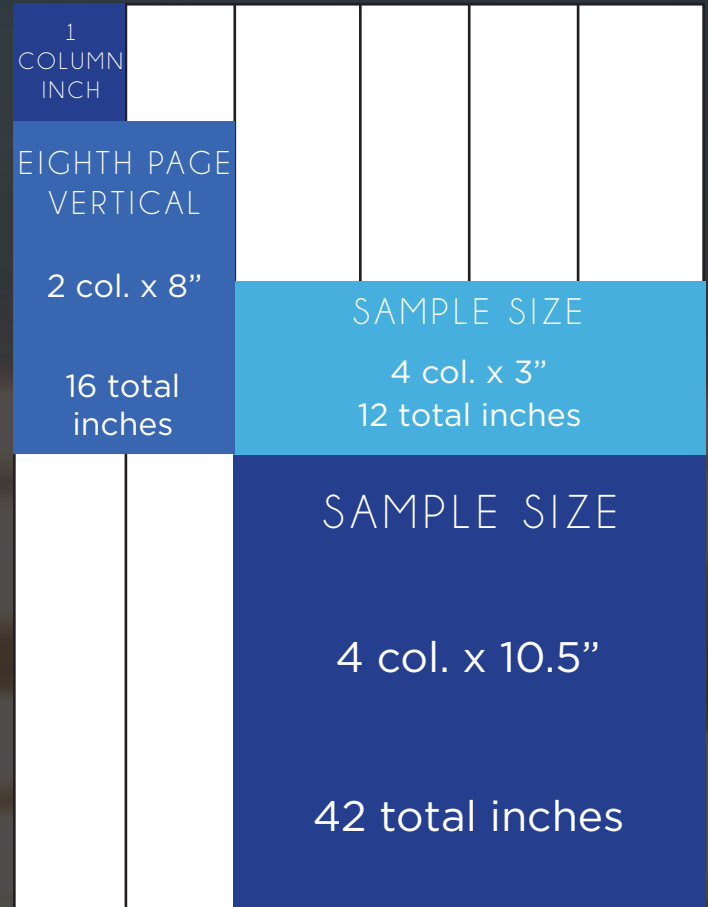 1
COLUMN
INCH
EIGHTH PAGE
VERTICAL
2 col. x 8”
16 total
inches
SAMPLE SIZE
4 col. x 3”
12 total inches
SAMPLE SIZE
4 col. x 10.5”
42 total inches